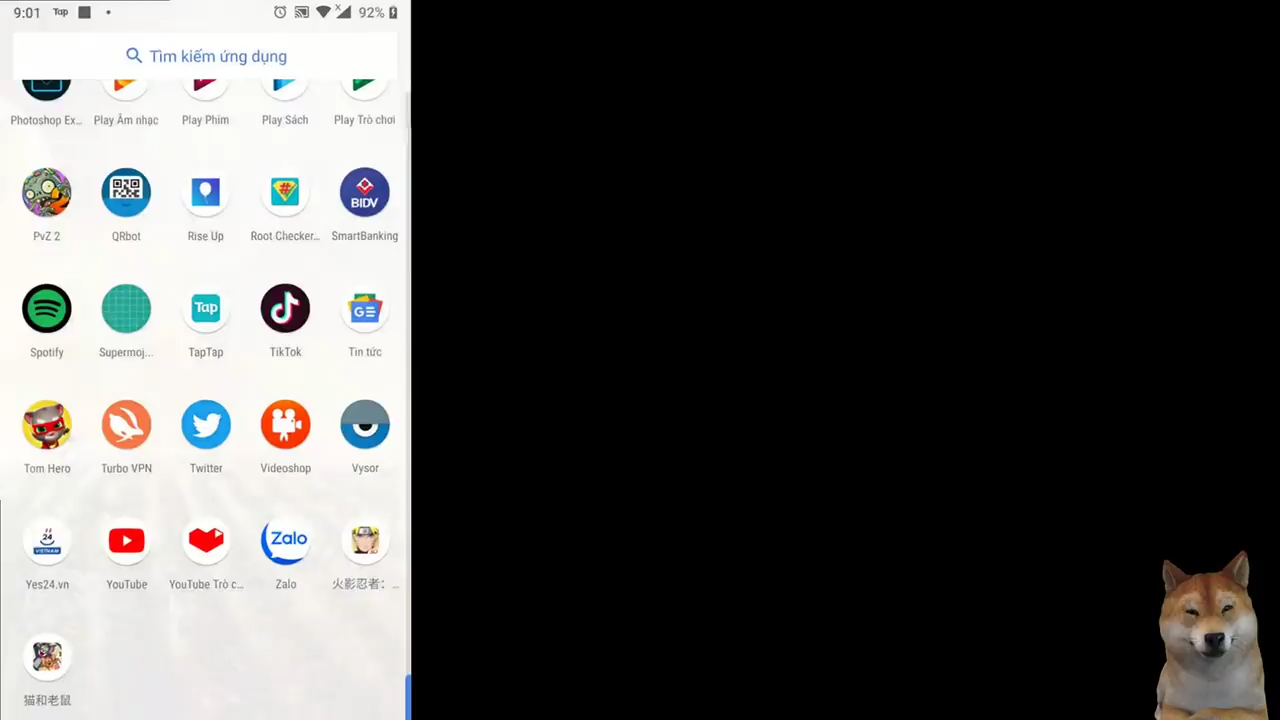 9:01 Tap 92%
Tìm kiếm ứng dụng
Photoshop Ex... Play Âm nhạc Play Phim Play Sách Play Trò chơi
BIDV
PvZ 2 QRbot Rise Up Root Checker... SmartBanking
Tap GE
Spotify Supermoj... TapTap TikTok Tin tức
Tom Hero Turbo VPN Twitter Videoshop Vysor
24 Zalo
VIETNAM
Yes24.vn YouTube YouTube Trò c... Zalo 火影忍者：...
猫和老鼠